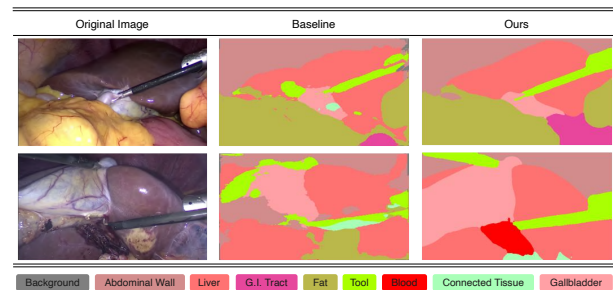 Original Image Baseline Ours
Background Abdominal Wall Liver G.I. Tract Fat Tool Blood Connected Tissue Gallbladder